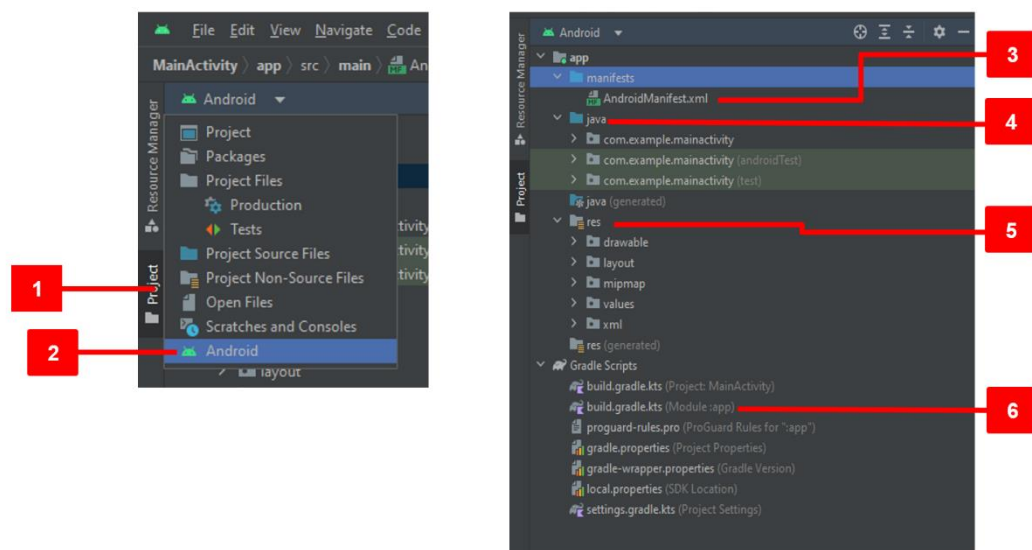 File Edit View Navigate Code
MainActivity 〉 app 〉 src 〉 main 〉 An
Android
Project
Packages
Project Files
Production
Tests
Project Source Files
Project Non-Source Files
Open Files
Scratches and Consoles
Android
layout
tivity
tivity
tivity
Resource Manager
Project
1
2
Android
app
manifests
AndroidManifest.xml
java
com.example.mainactivity
com.example.mainactivity (androidTest)
com.example.mainactivity (test)
java (generated)
res
drawable
layout
mipmap
values
xml
res (generated)
Gradle Scripts
build.gradle.kts (Project: MainActivity)
build.gradle.kts (Module :app)
proguard-rules.pro (ProGuard Rules for ":app")
gradle.properties (Project Properties)
gradle-wrapper.properties (Gradle Version)
local.properties (SDK Location)
settings.gradle.kts (Project Settings)
Resource Manager
Project
3
4
5
6